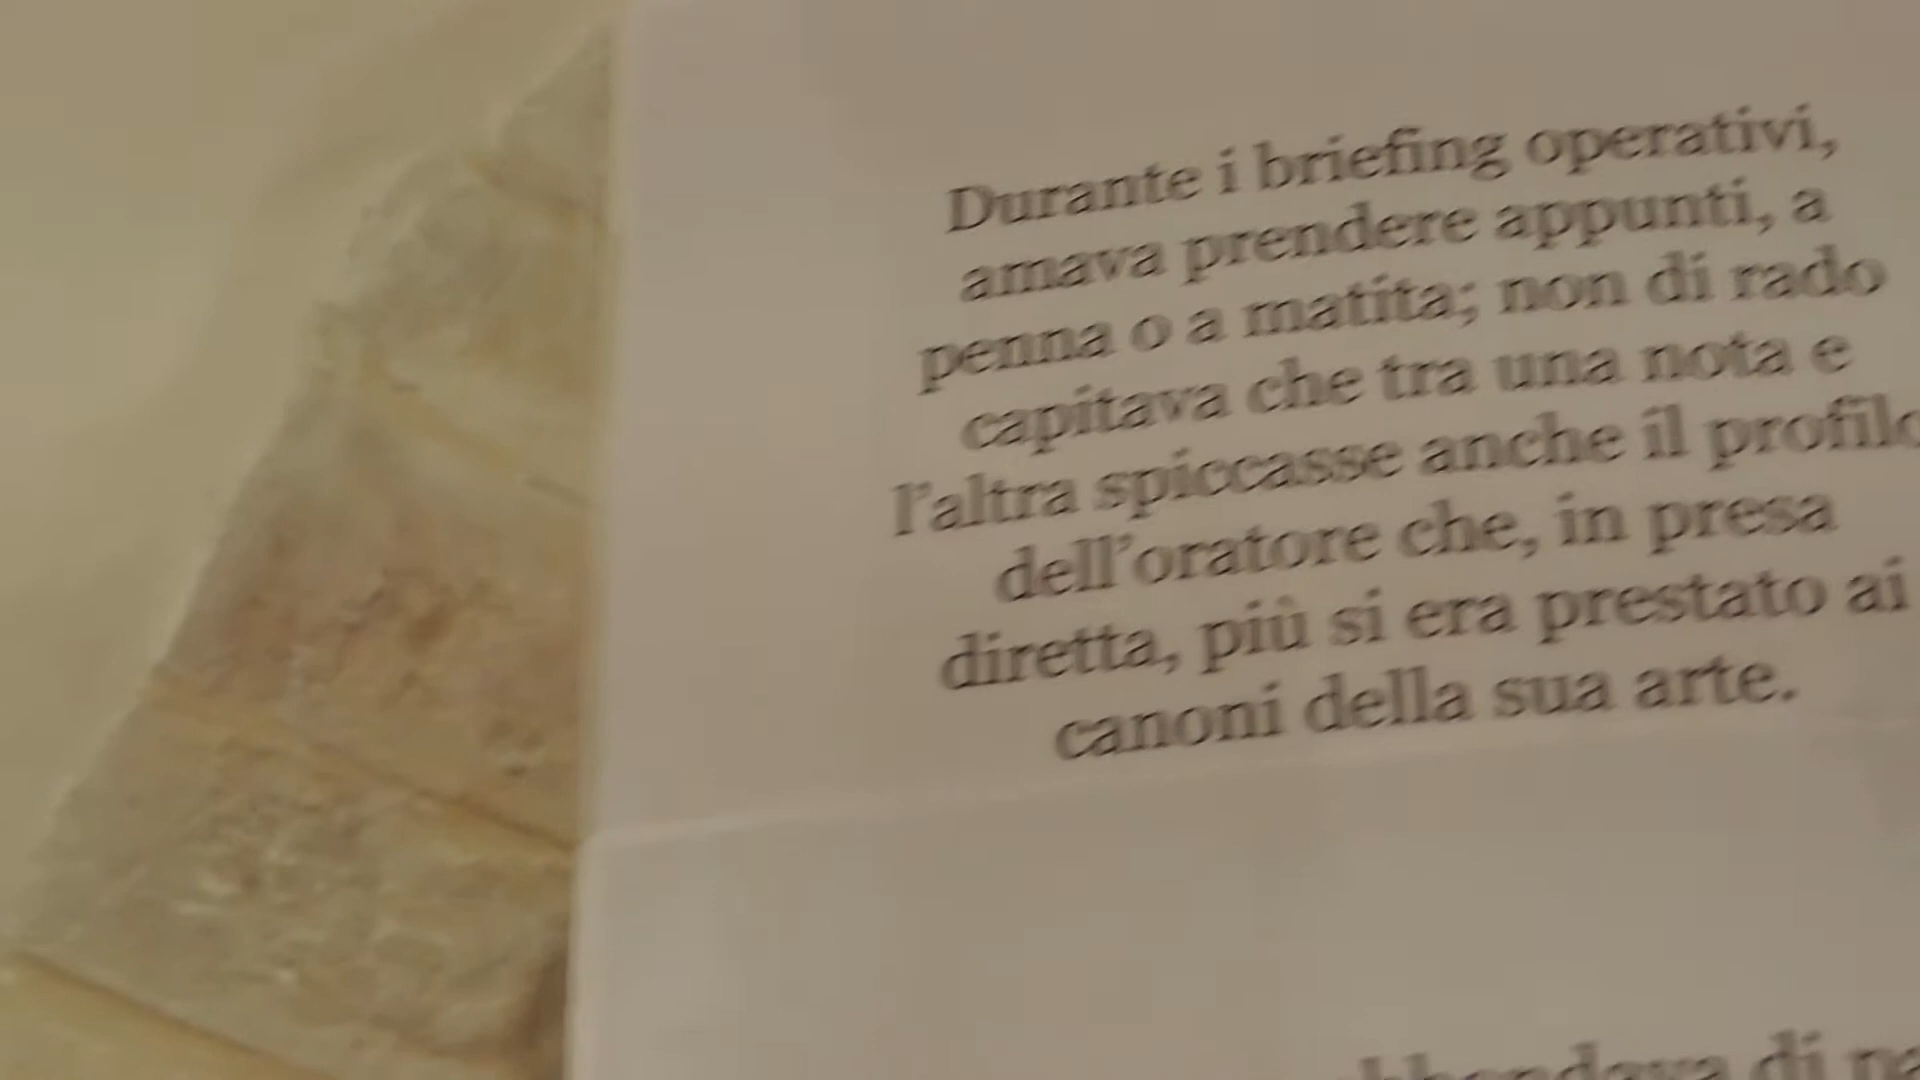 Durante i briefing operativi,
amava prendere appunti, a
penna o a matita; non di rado
capitava che tra una nota e
l'altra spiccasse anche il profilo
dell'oratore che, in presa
diretta, più si era prestato ai
canoni della sua arte.
di